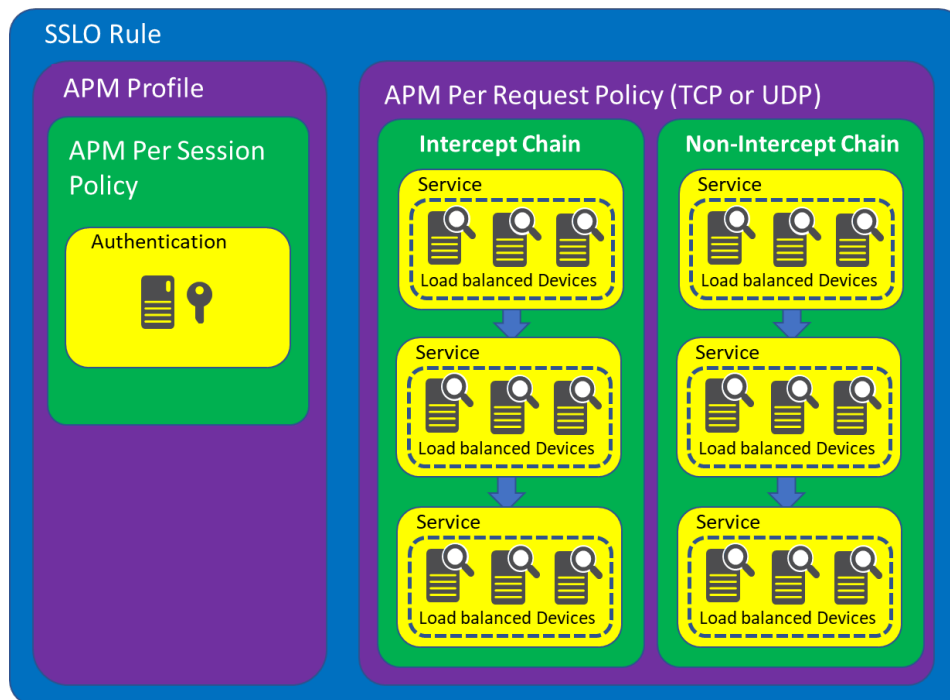 SSLO Rule
APM Profile
APM Per Session
Policy
Authentication
APM Per Request Policy (TCP or UDP)
Intercept Chain
Service
Load balanced Devices
Service
Load balanced Devices
Service
Load balanced Devices
Non-Intercept Chain
Service
Load balanced Devices
Service
Load balanced Devices
Service
Load balanced Devices